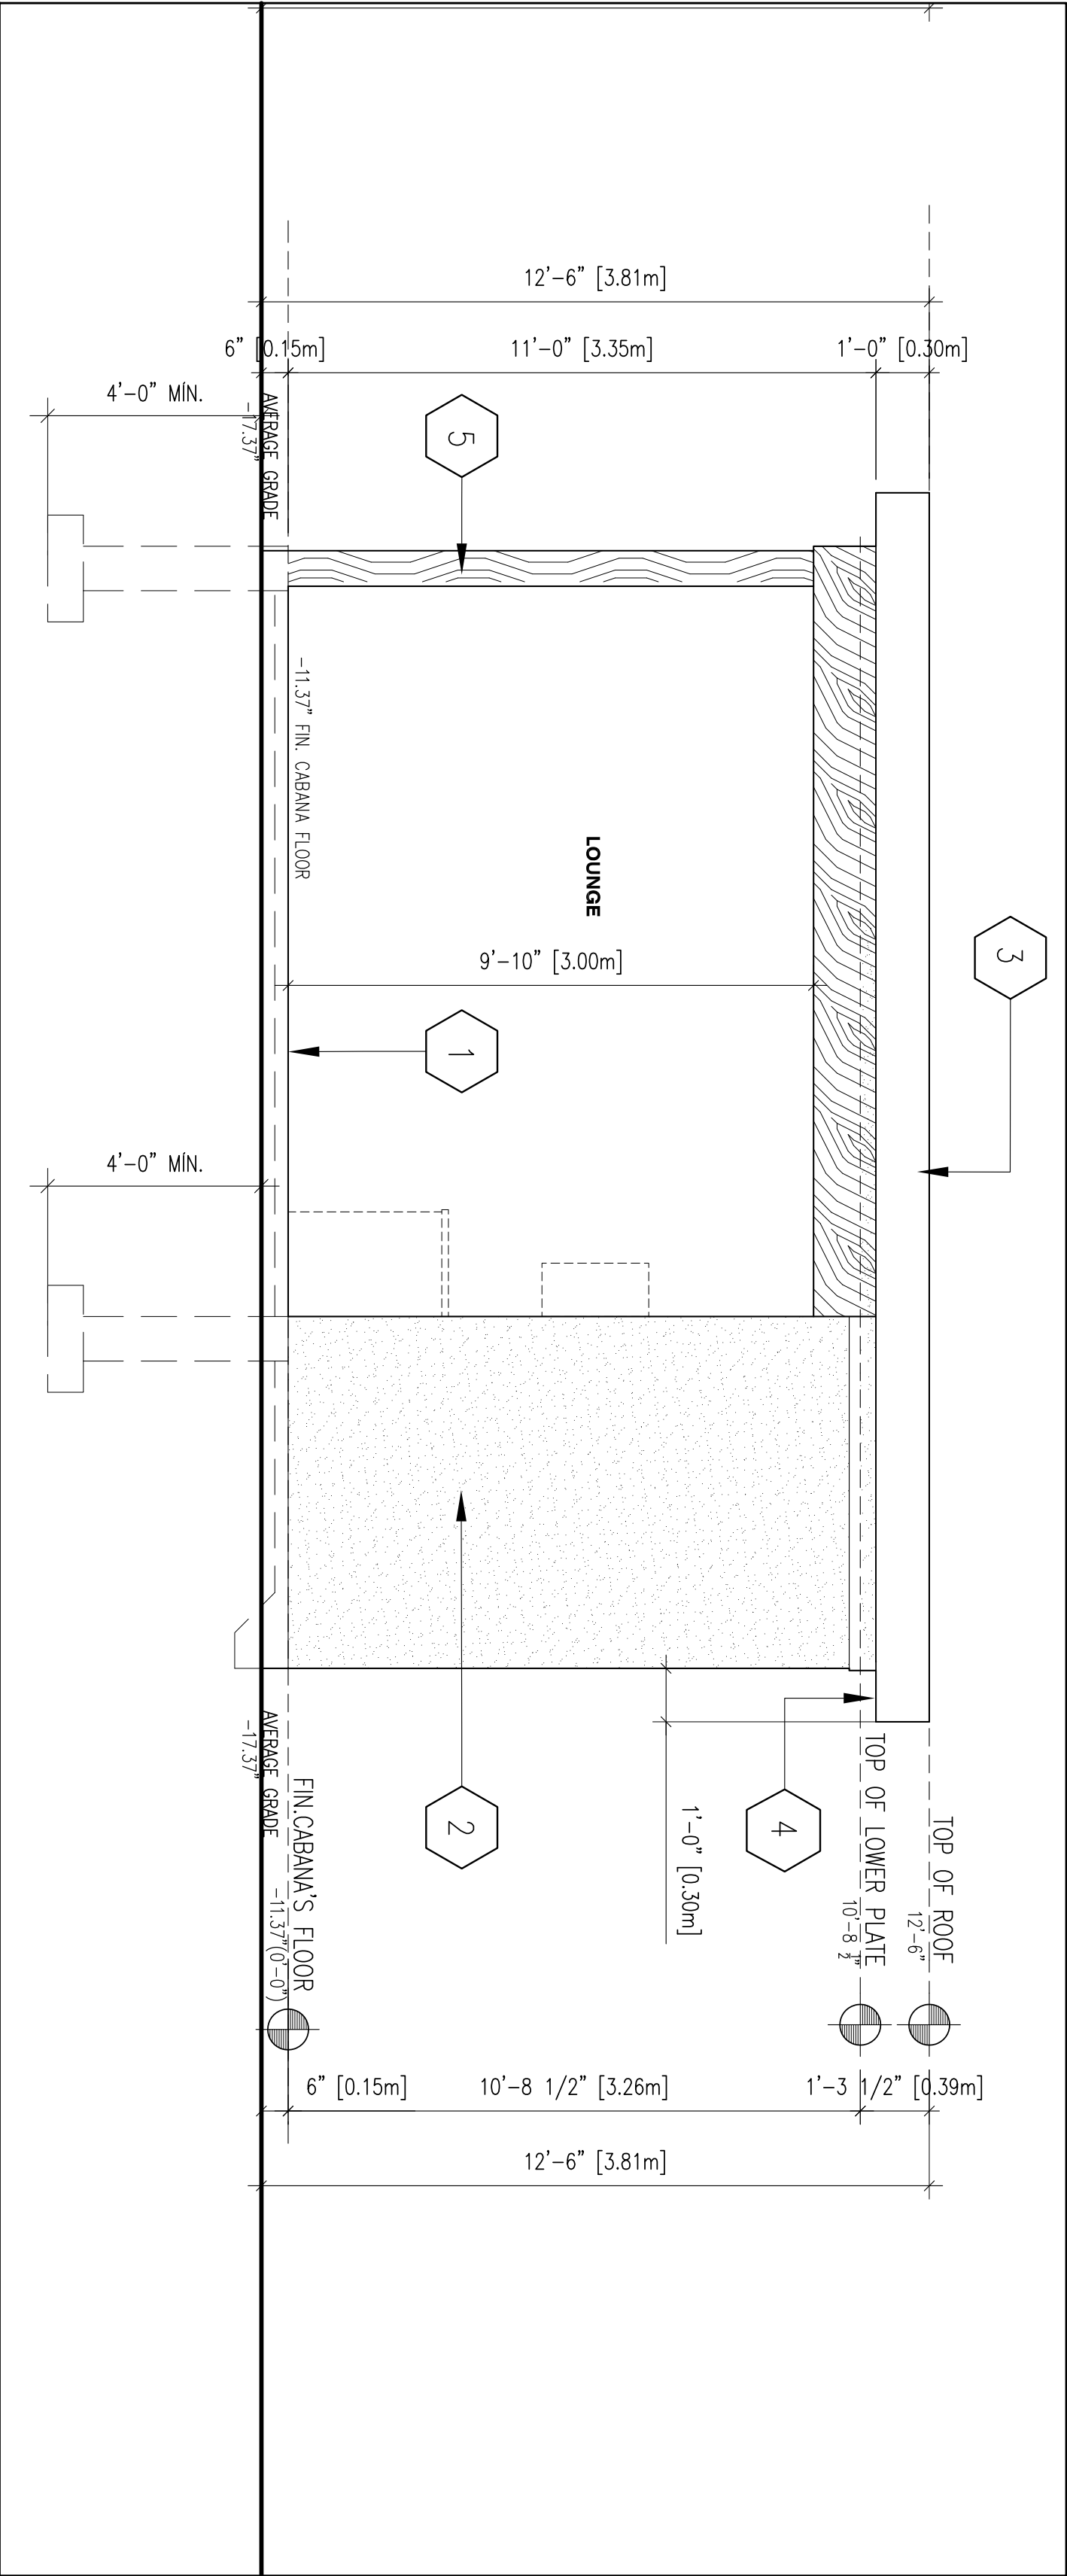 12'-6" [3.81m]
6" [0.15m]
11'-0" [3.35m]
1'-0" [0.30m]
4'-0" MÍN.
AVERAGE GRADE
-17.37"
5
-11.37" FIN. CABANA FLOOR
LOUNGE
3
9'-10" [3.00m]
1
4'-0" MÍN.
2
4
1'-0" [0.30m]
AVERAGE GRADE
-17.37"
FIN.CABANA'S FLOOR
-11.37"(0'-0")
TOP OF LOWER PLATE
10'-8 1/2"
TOP OF ROOF
12'-6"
6" [0.15m]
10'-8 1/2" [3.26m]
1'-3 1/2" [0.39m]
12'-6" [3.81m]